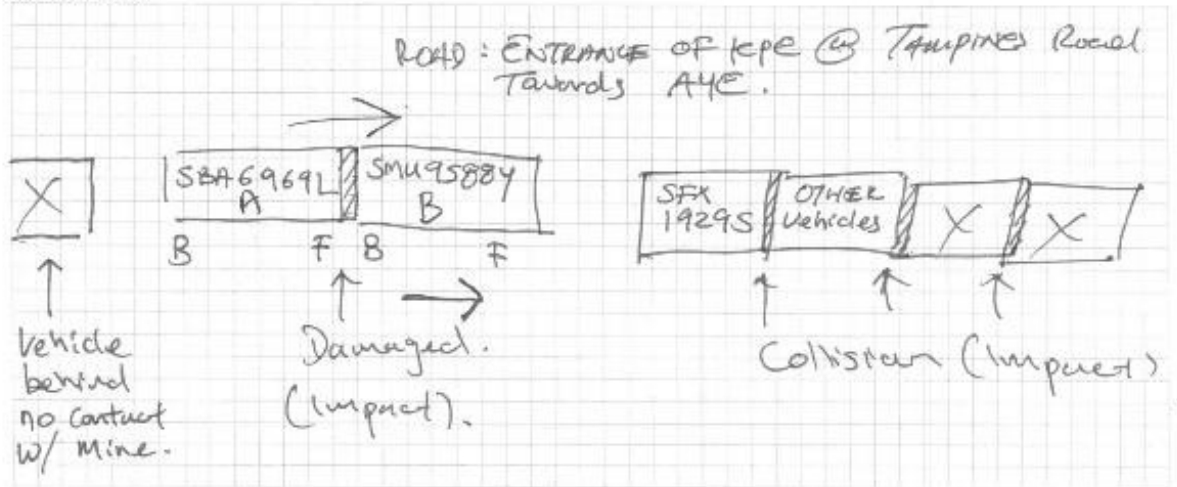 ROAD : ENTRANCE OF KPE @ TAMPINES Road
Towards AYE.
X
SBA6969L
A
SMU9588Y
B
B F B F
SFX
1929S
OTHER
Vehicles
X
X
Vehicle
behind
no contact
w/ mine.
Damaged.
(Impact).
Collision (Impact)